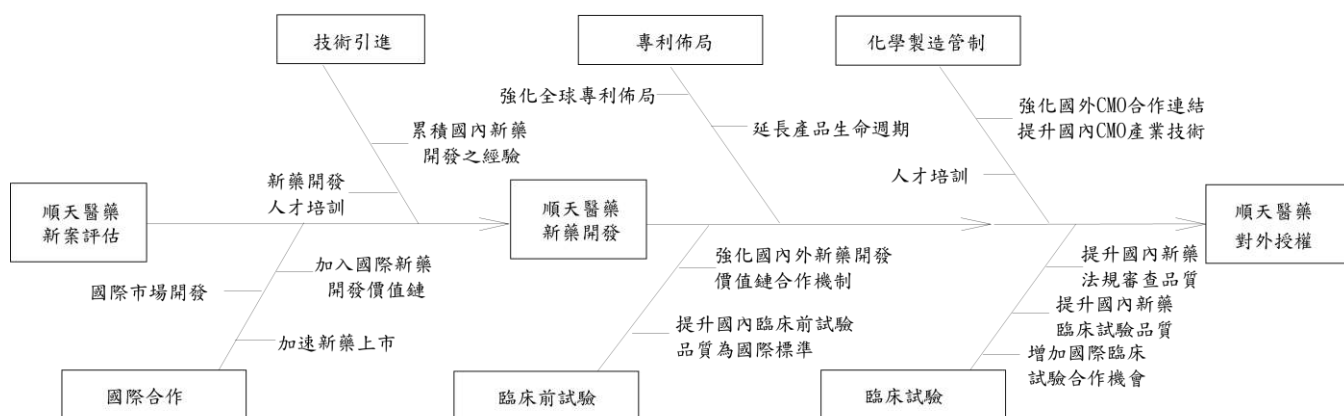 技術引進
專利佈局
化學製造管制
強化全球專利佈局
強化國外CMO合作連結
提升國內CMO產業技術
延長產品生命週期
累積國內新藥
開發之經驗
人才培訓
新藥開發
人才培訓
順天醫藥
新案評估
順天醫藥
新藥開發
順天醫藥
對外授權
加入國際新藥
開發價值鏈
國際市場開發
強化國內外新藥開發
價值鏈合作機制
提升國內新藥
法規審查品質
加速新藥上市
提升國內臨床前試驗
品質為國際標準
提升國內新藥
臨床試驗品質
增加國際臨床
試驗合作機會
國際合作
臨床前試驗
臨床試驗